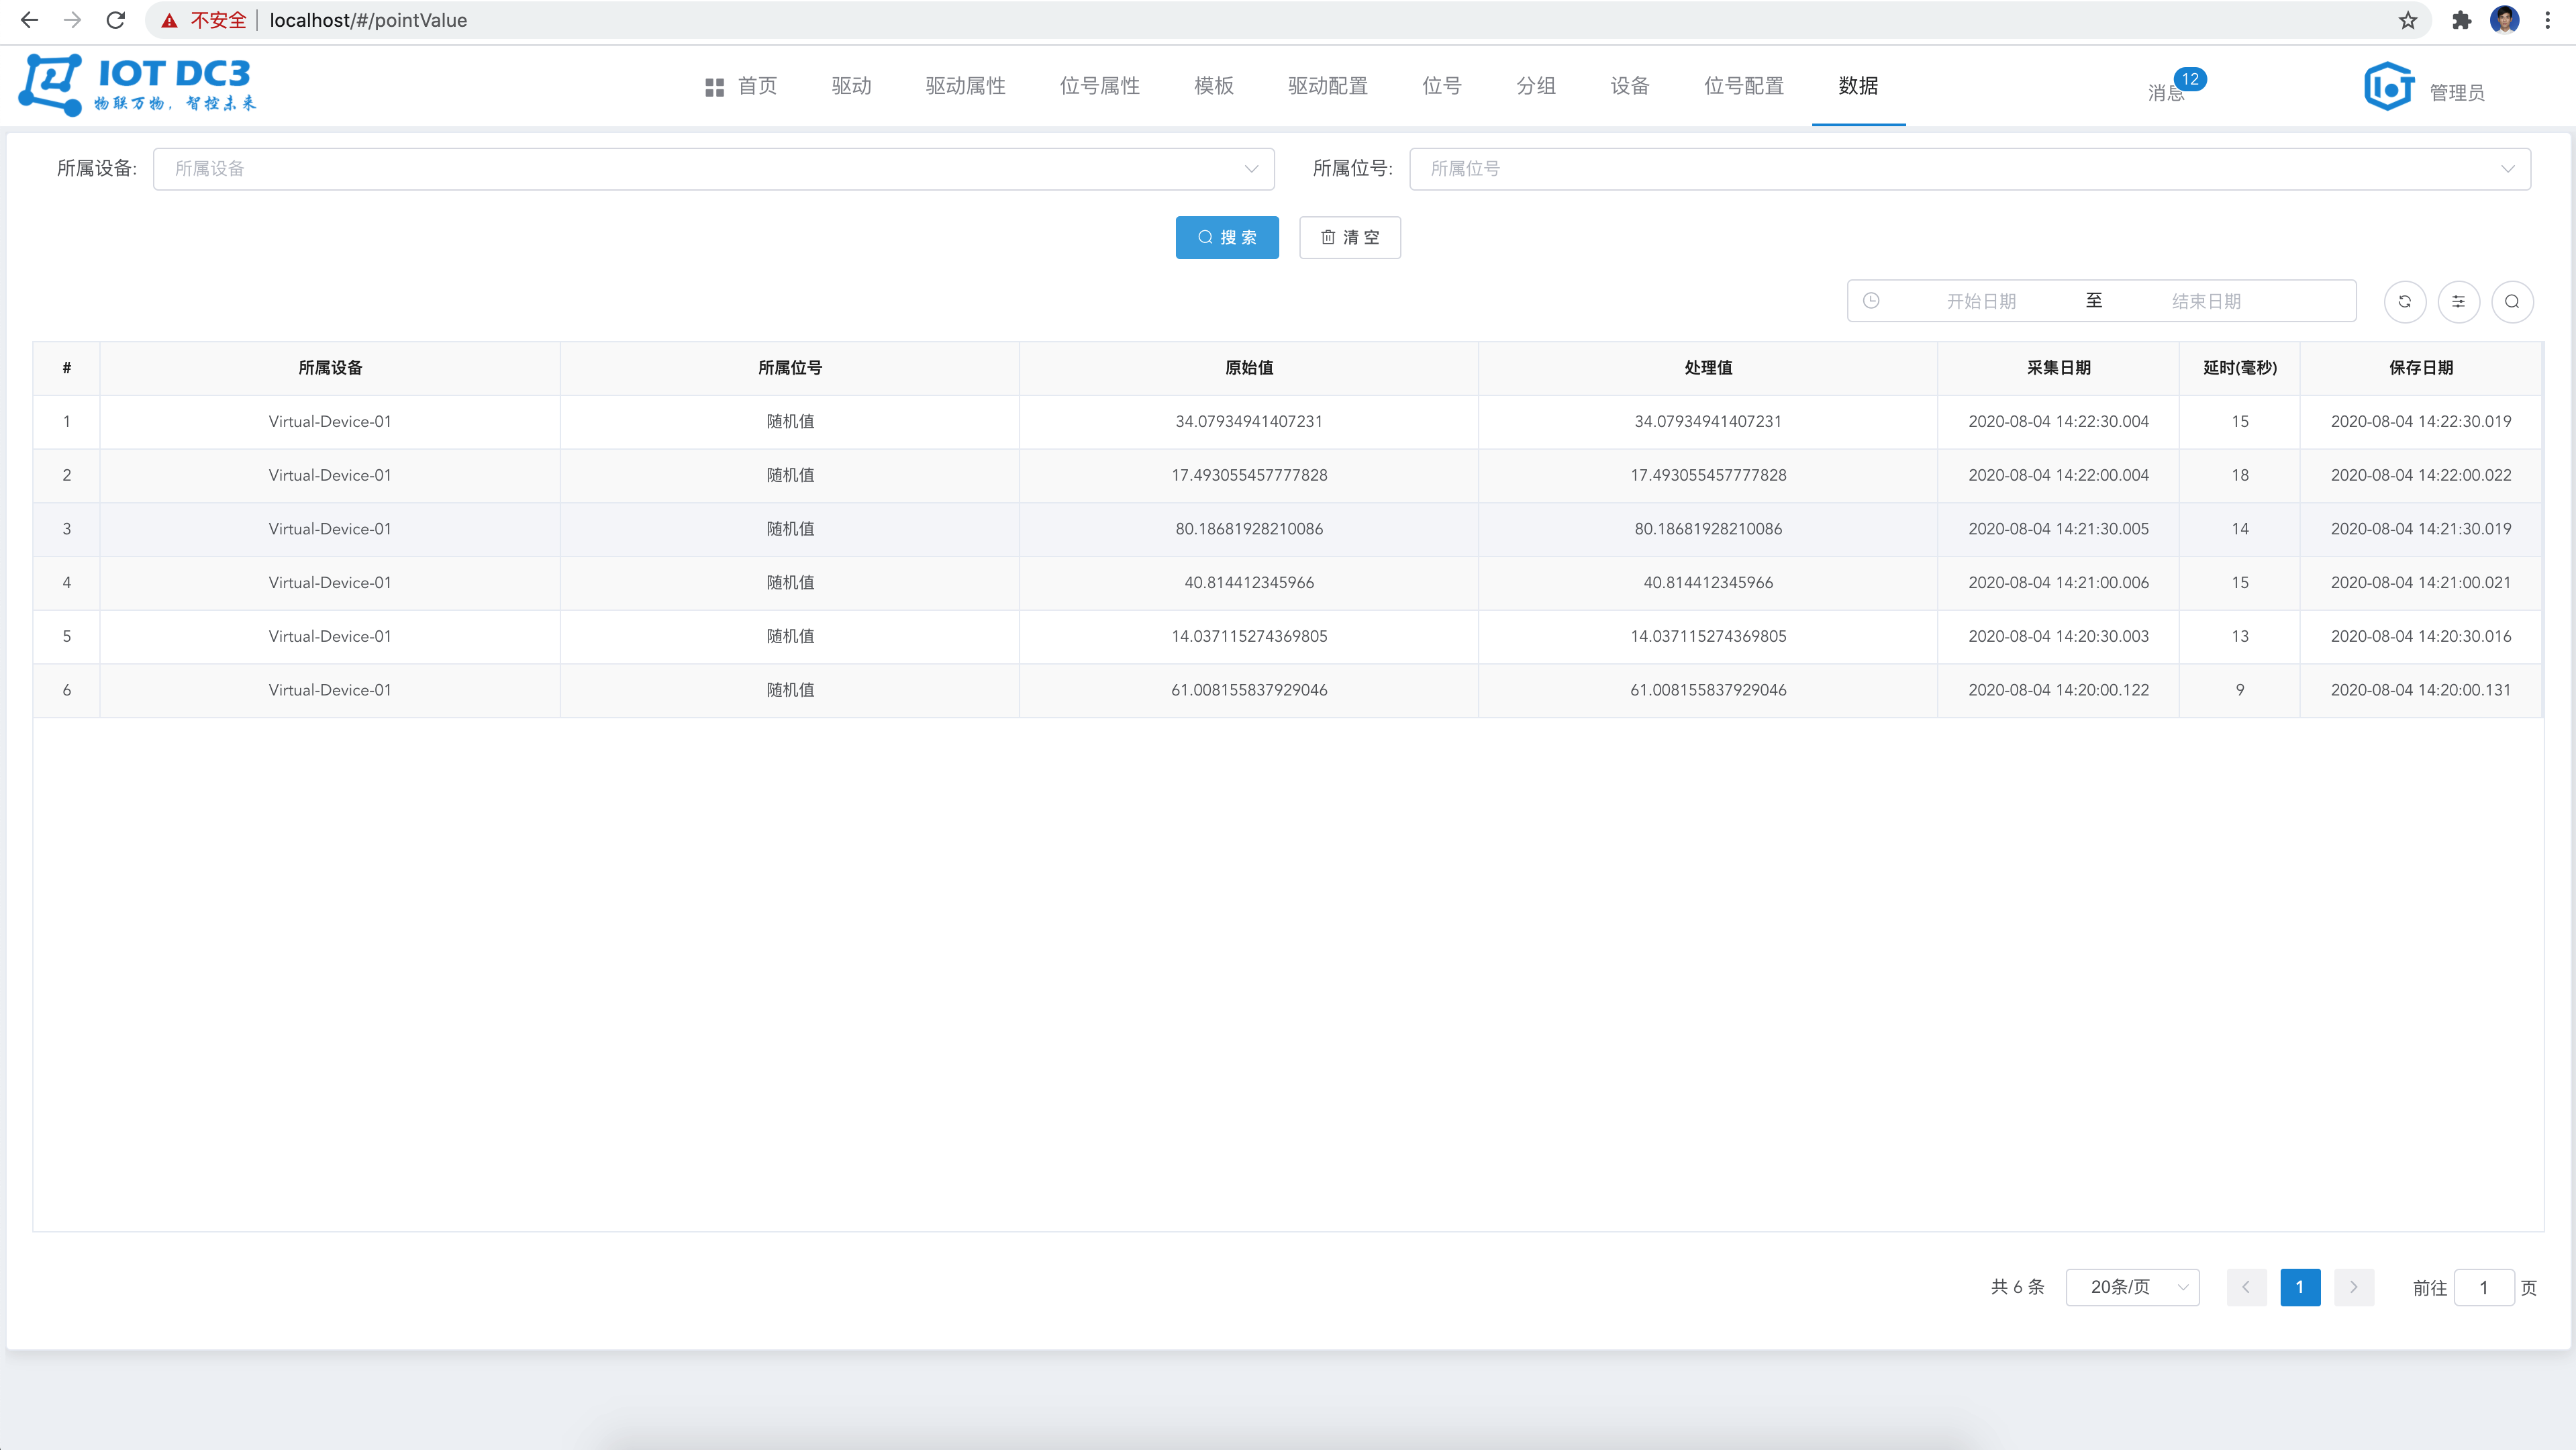 不安全 localhost/#/pointValue
IOT DC3
物联万物，智控未来
首页 驱动 驱动属性 位号属性 模板 驱动配置 位号 分组 设备 位号配置 数据 消息 12 管理员
所属设备: 所属设备 所属位号: 所属位号
搜 索 清 空
开始日期 至 结束日期
# 所属设备 所属位号 原始值 处理值 采集日期 延时(毫秒) 保存日期
1 Virtual-Device-01 随机值 34.07934941407231 34.07934941407231 2020-08-04 14:22:30.004 15 2020-08-04 14:22:30.019
2 Virtual-Device-01 随机值 17.493055457777828 17.493055457777828 2020-08-04 14:22:00.004 18 2020-08-04 14:22:00.022
3 Virtual-Device-01 随机值 80.18681928210086 80.18681928210086 2020-08-04 14:21:30.005 14 2020-08-04 14:21:30.019
4 Virtual-Device-01 随机值 40.814412345966 40.814412345966 2020-08-04 14:21:00.006 15 2020-08-04 14:21:00.021
5 Virtual-Device-01 随机值 14.037115274369805 14.037115274369805 2020-08-04 14:20:30.003 13 2020-08-04 14:20:30.016
6 Virtual-Device-01 随机值 61.008155837929046 61.008155837929046 2020-08-04 14:20:00.122 9 2020-08-04 14:20:00.131
共 6 条 20条/页 1 前往 1 页